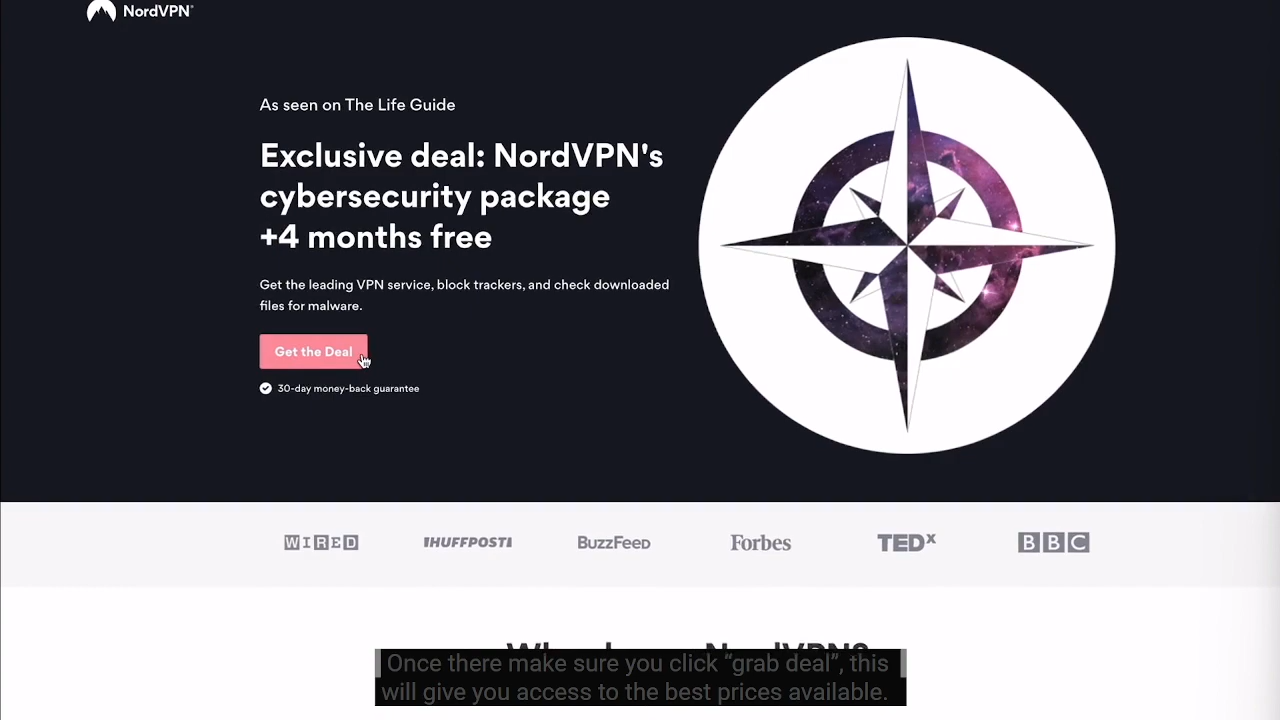 NordVPN®
As seen on The Life Guide
Exclusive deal: NordVPN's
cybersecurity package
+4 months free
Get the leading VPN service, block trackers, and check downloaded
files for malware.
Get the Deal
30-day money-back guarantee
WIRED
IHUFFPOSTI
BuzzFeed
Forbes
TEDx
BBC
NordVPN?
Once there make sure you click “grab deal”, this
will give you access to the best prices available.